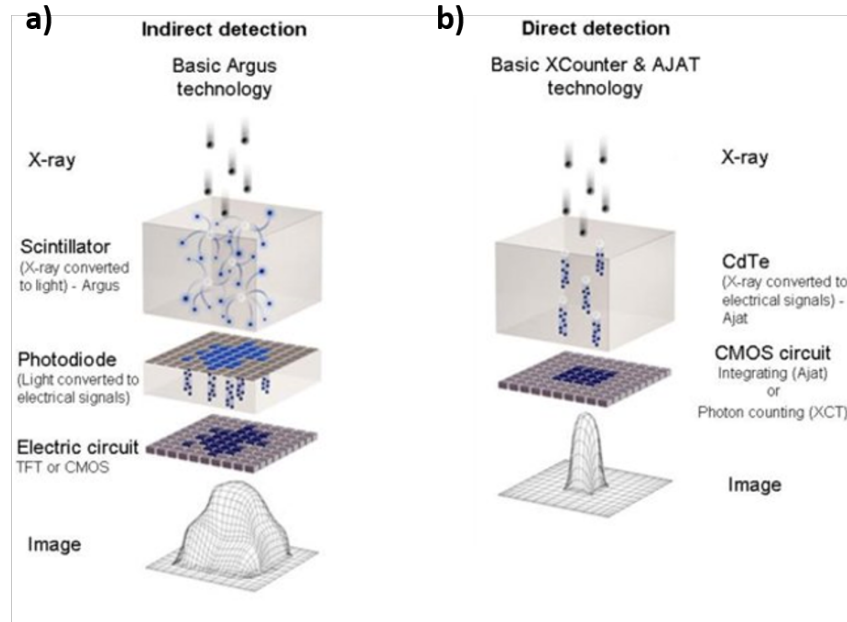 a)
Indirect detection
Basic Argus
technology
X-ray
Scintillator
(X-ray converted
to light) - Argus
Photodiode
(Light converted to
electrical signals)
Electric circuit
TFT or CMOS
Image
b)
Direct detection
Basic XCounter & AJAT
technology
X-ray
CdTe
(X-ray converted to
electrical signals) -
Ajat
CMOS circuit
Integrating (Ajat)
or
Photon counting (XCT)
Image